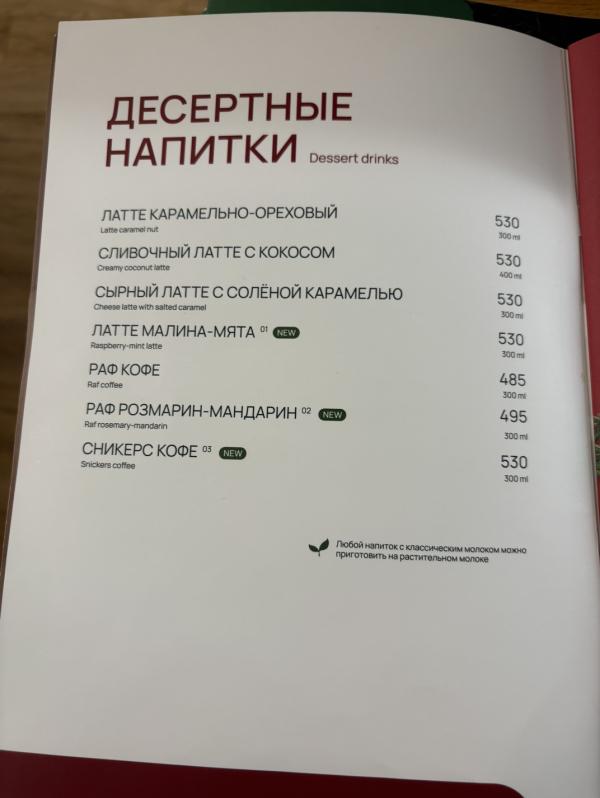 ДЕСЕРТНЫЕ
НАПИТКИ Dessert drinks
ЛАТТЕ КАРАМЕЛЬНО-ОРЕХОВЫЙ 530
Latte caramel nut 300 ml
СЛИВОЧНЫЙ ЛАТТЕ С КОКОСОМ 530
Creamy coconut latte 400 ml
СЫРНЫЙ ЛАТТЕ С СОЛЁНОЙ КАРАМЕЛЬЮ 530
Cheese latte with salted caramel 300 ml
ЛАТТЕ МАЛИНА-МЯТА 01 NEW 530
Raspberry-mint latte 300 ml
РАФ КОФЕ 485
Raf coffee 300 ml
РАФ РОЗМАРИН-МАНДАРИН 02 NEW 495
Raf rosemary-mandarin 300 ml
СНИКЕРС КОФЕ 03 NEW 530
Snickers coffee 300 ml
Любой напиток с классическим молоком можно
приготовить на растительном молоке